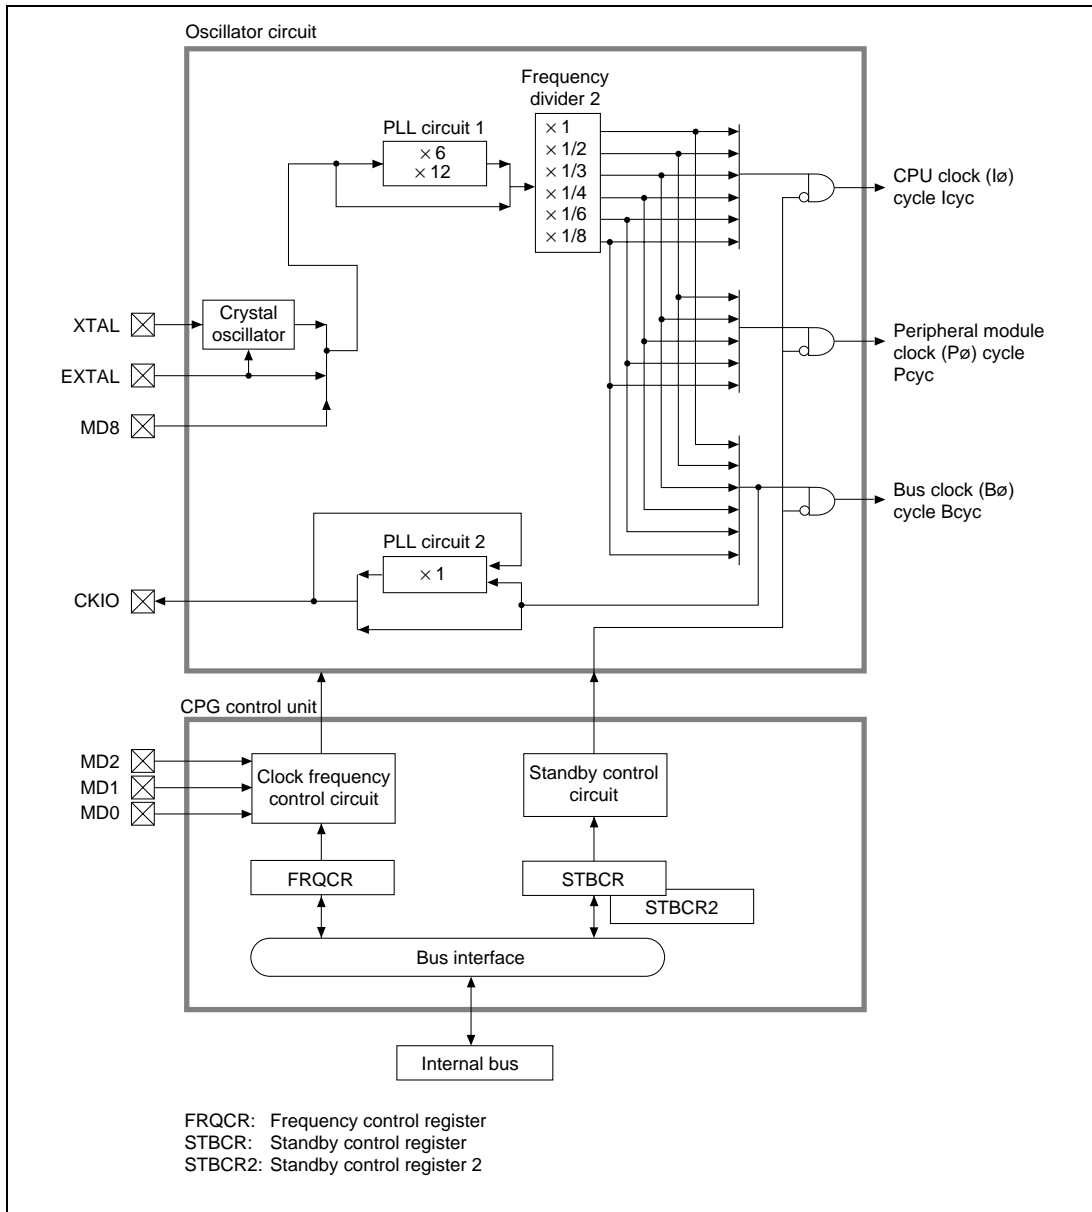 Oscillator circuit
Frequency
divider 2
PLL circuit 1
× 6
× 12
× 1
× 1/2
× 1/3
× 1/4
× 1/6
× 1/8
CPU clock (Iø)
cycle Icyc
XTAL
Crystal
oscillator
EXTAL
MD8
Peripheral module
clock (Pø) cycle
Pcyc
Bus clock (Bø)
cycle Bcyc
PLL circuit 2
× 1
CKIO
CPG control unit
MD2
MD1
MD0
Clock frequency
control circuit
Standby control
circuit
FRQCR
STBCR
STBCR2
Bus interface
Internal bus
FRQCR: Frequency control register
STBCR: Standby control register
STBCR2: Standby control register 2